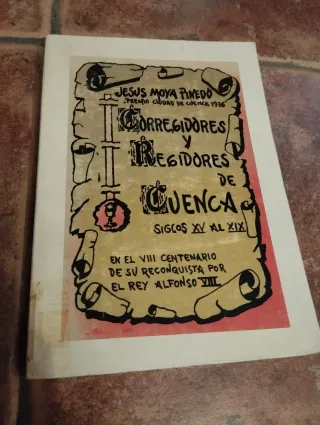 JESUS MOYA PINEDO
PREMIO CIUDAD DE CUENCA 1976
CORREGIDORES
Y
REGIDORES
DE
CUENCA
SIGLOS XV AL XIX
EN EL VIII CENTENARIO
DE SU RECONQUISTA POR
EL REY ALFONSO VIII